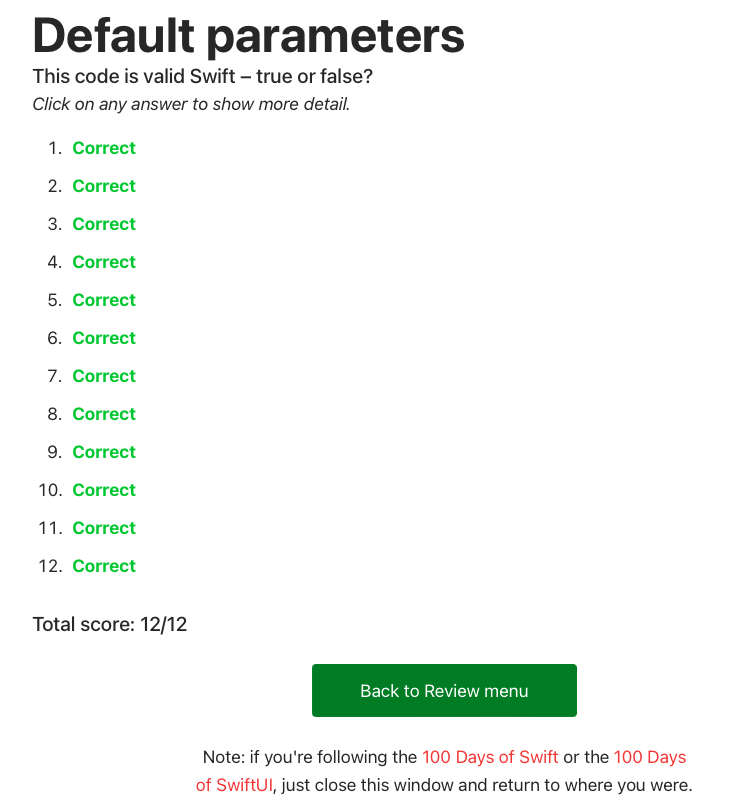 Default parameters
This code is valid Swift – true or false?
Click on any answer to show more detail.
1. Correct
2. Correct
3. Correct
4. Correct
5. Correct
6. Correct
7. Correct
8. Correct
9. Correct
10. Correct
11. Correct
12. Correct
Total score: 12/12
Back to Review menu
Note: if you're following the 100 Days of Swift or the 100 Days
of SwiftUI, just close this window and return to where you were.